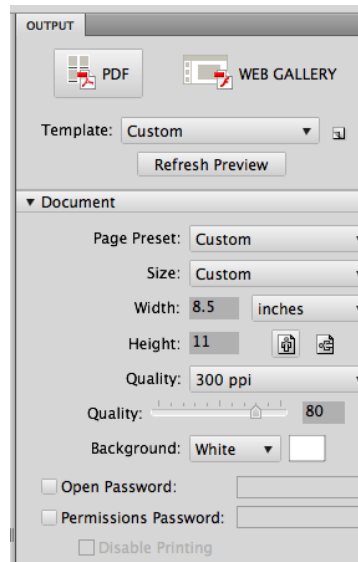 OUTPUT
PDF WEB GALLERY
Template: Custom
Refresh Preview
Document
Page Preset: Custom
Size: Custom
Width: 8.5 inches
Height: 11
Quality: 300 ppi
Quality: 80
Background: White
Open Password:
Permissions Password:
Disable Printing